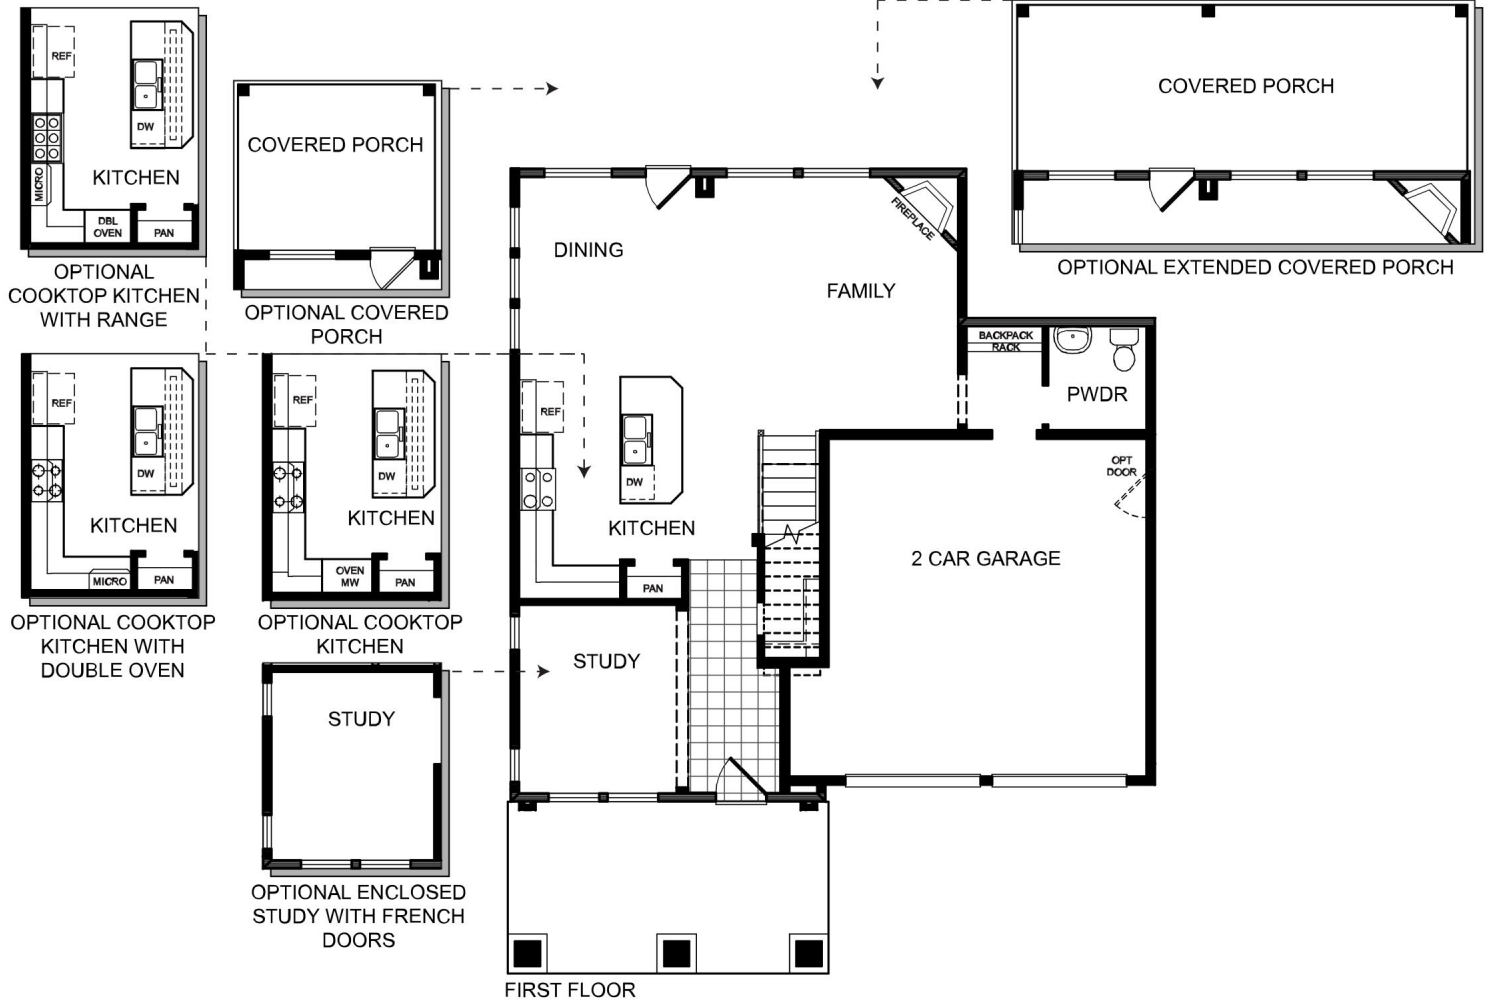 REF
DW
KITCHEN
MICRO
DBL
OVEN
PAN
OPTIONAL
COOKTOP KITCHEN
WITH RANGE
COVERED PORCH
OPTIONAL COVERED
PORCH
COVERED PORCH
OPTIONAL EXTENDED COVERED PORCH
REF
DW
KITCHEN
MICRO
PAN
OPTIONAL COOKTOP
KITCHEN WITH
DOUBLE OVEN
REF
DW
KITCHEN
OVEN
MW
PAN
OPTIONAL COOKTOP
KITCHEN
STUDY
OPTIONAL ENCLOSED
STUDY WITH FRENCH
DOORS
DINING
FAMILY
FIREPLACE
BACKPACK
RACK
PWDR
REF
DW
KITCHEN
PAN
OPT
DOOR
2 CAR GARAGE
STUDY
FIRST FLOOR